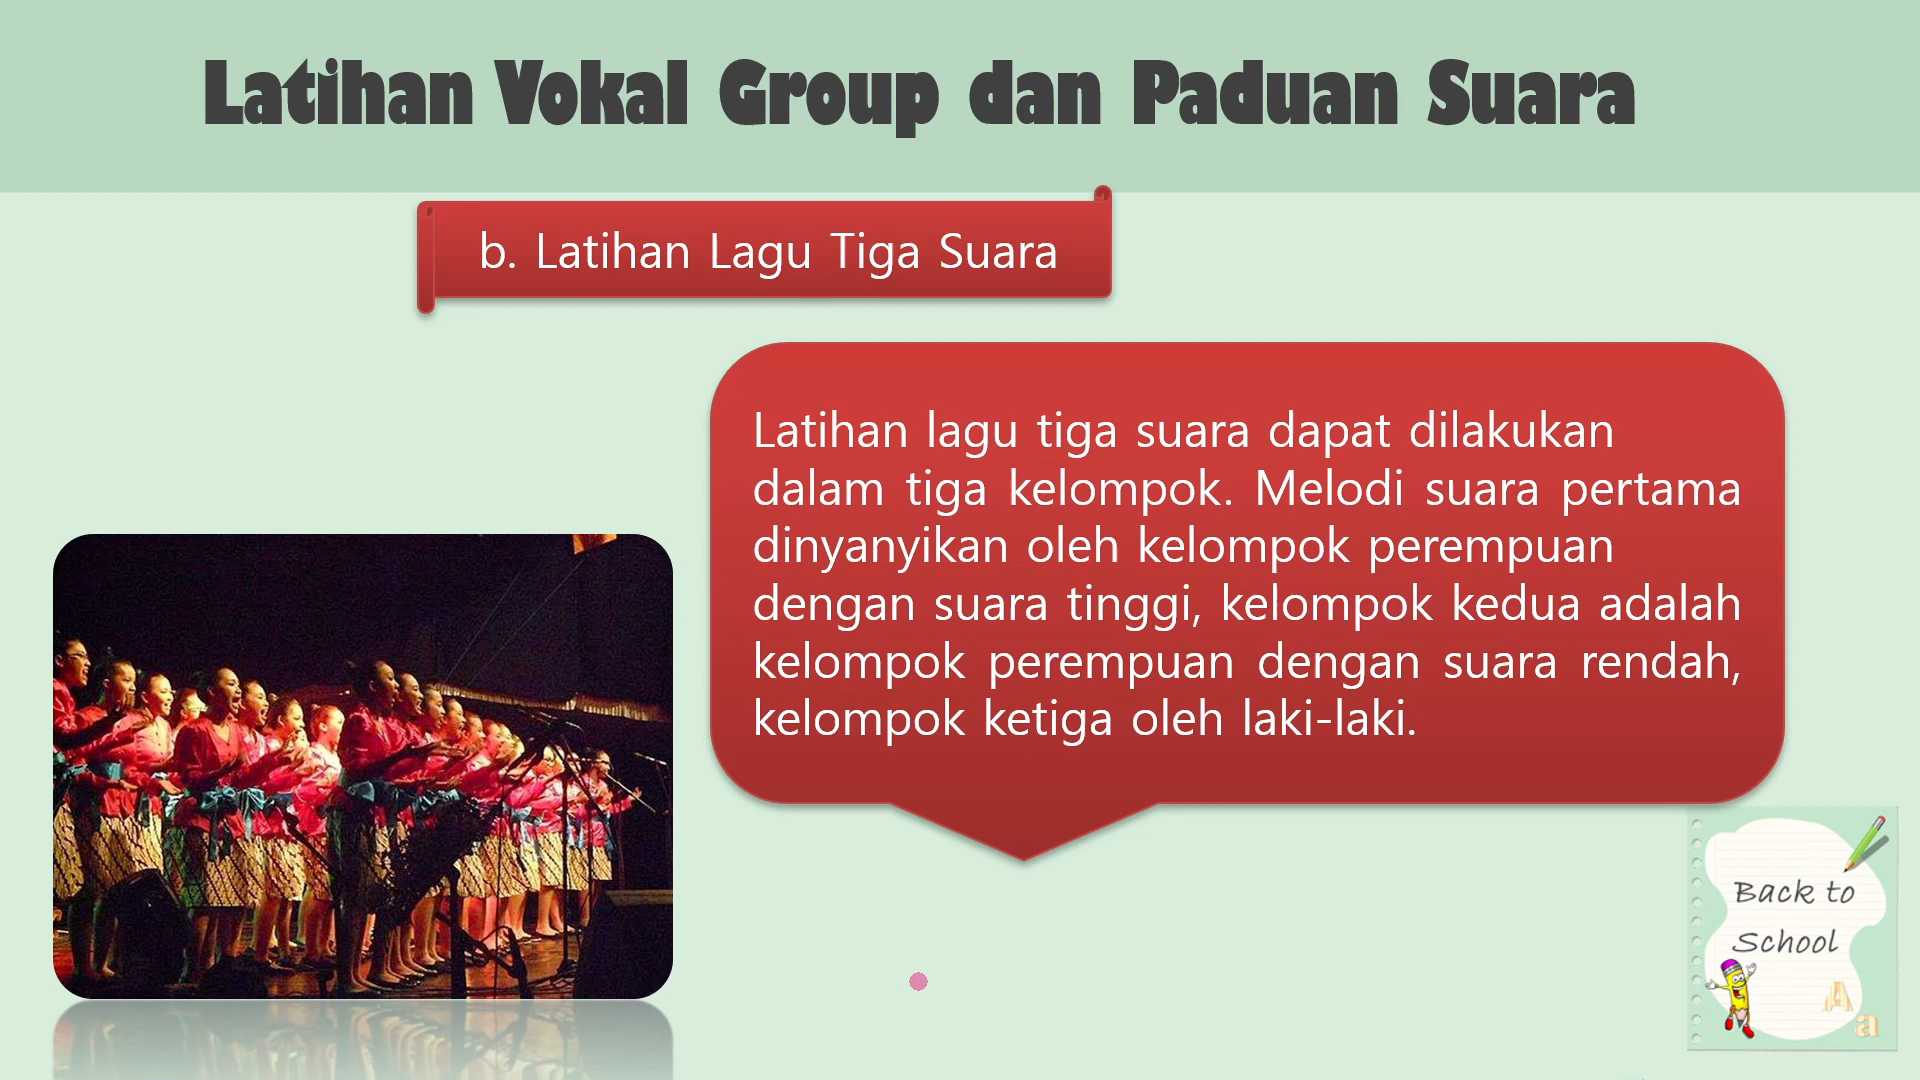 Latihan Vokal Group dan Paduan Suara
b. Latihan Lagu Tiga Suara
Latihan lagu tiga suara dapat dilakukan
dalam tiga kelompok. Melodi suara pertama
dinyanyikan oleh kelompok perempuan
dengan suara tinggi, kelompok kedua adalah
kelompok perempuan dengan suara rendah,
kelompok ketiga oleh laki-laki.
Back to
School
A
a